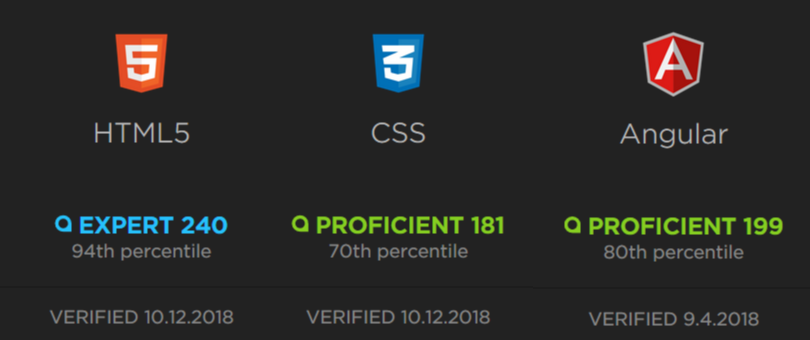 5 3 A
HTML5 CSS Angular
EXPERT 240 PROFICIENT 181 PROFICIENT 199
94th percentile 70th percentile 80th percentile
VERIFIED 10.12.2018 VERIFIED 10.12.2018 VERIFIED 9.4.2018